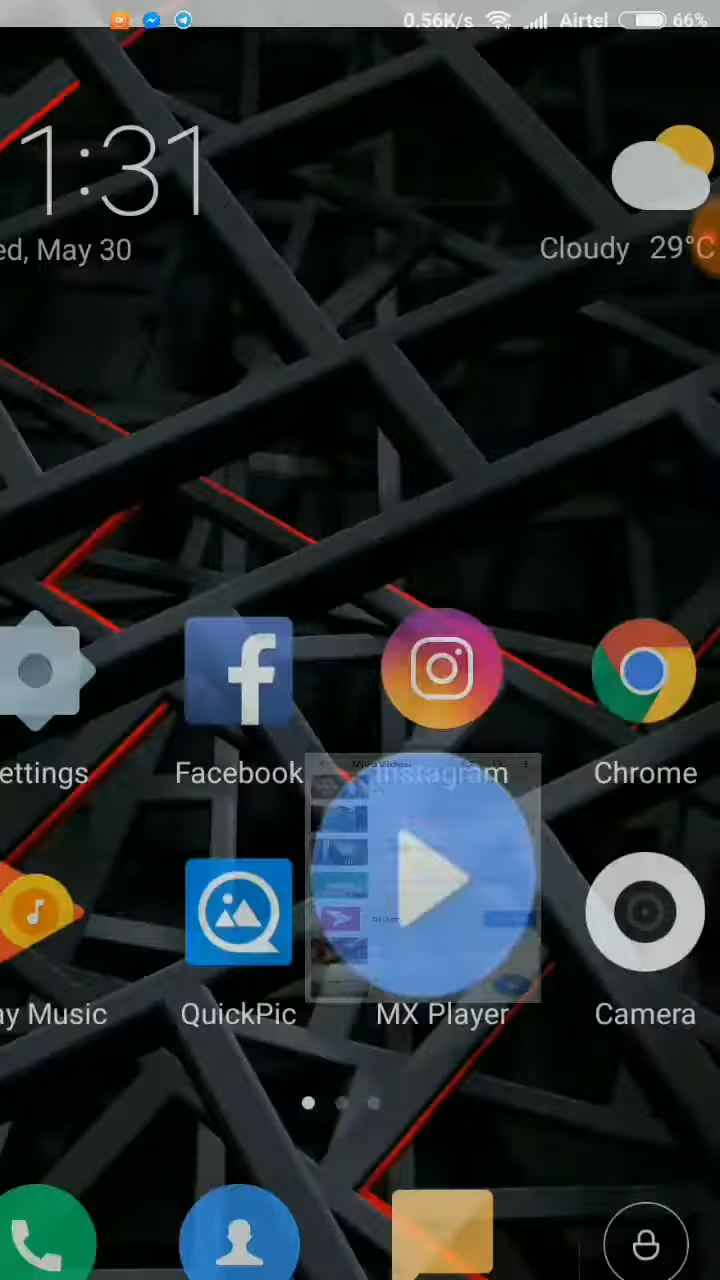 0.56K/s Airtel 66%
1:31
ed, May 30
Cloudy 29°C
ettings Facebook Instagram Chrome
VivaVideo
ay Music QuickPic MX Player Camera